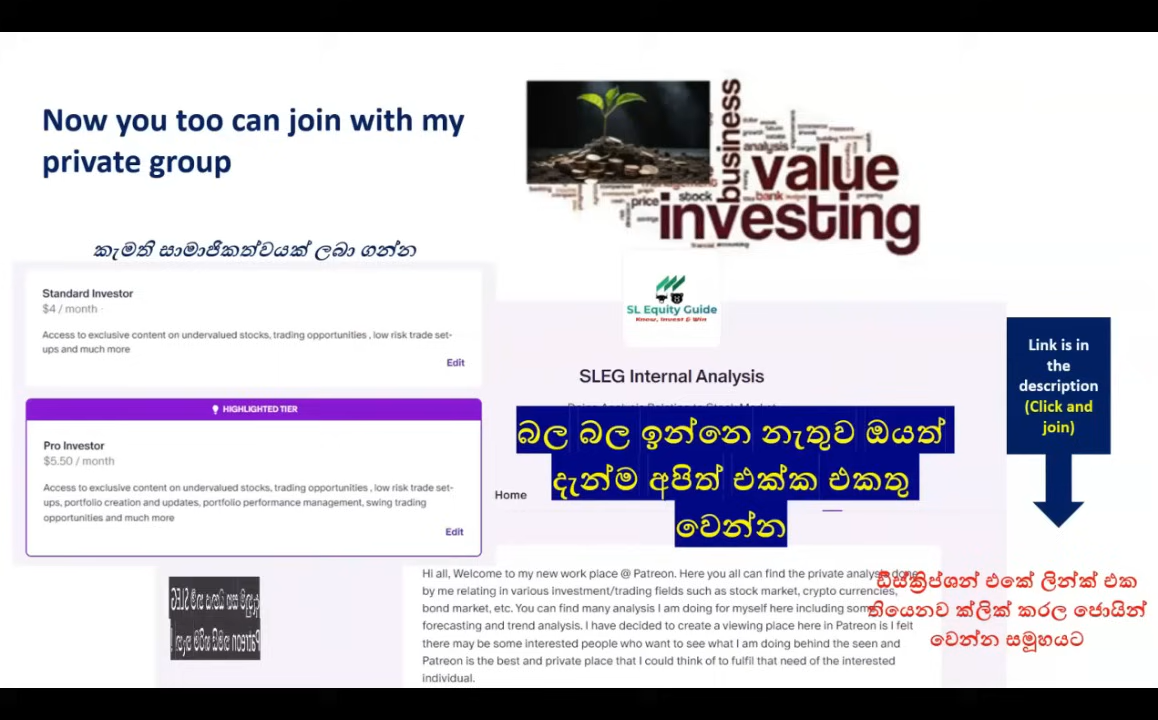 Now you too can join with my
private group
කැමති සාමාජිකත්වයක් ලබා ගන්න
Standard Investor
$4 / month
Access to exclusive content on undervalued stocks, trading opportunities , low risk trade set-
ups and much more
Edit
HIGHLIGHTED TIER
Pro Investor
$5.50 / month
Access to exclusive content on undervalued stocks, trading opportunities , low risk trade set-
ups, portfolio creation and updates, portfolio performance management, swing trading
opportunities and much more
Edit
business
analysis
value
price
stock
bank
investing
SL Equity Guide
Know, Invest & Win
SLEG Internal Analysis
Doing Analysis Relating to Stock Market
බල බල ඉන්නෙ නැතුව ඔයත්
දැන්ම අපිත් එක්ක එකතු
වෙන්න
Home
Link is in
the
description
(Click and
join)
Hi all, Welcome to my new work place @ Patreon. Here you all can find the private analysis done
by me relating in various investment/trading fields such as stock market, crypto currencies,
bond market, etc. You can find many analysis I am doing for myself here including some
forecasting and trend analysis. I have decided to create a viewing place here in Patreon is I felt
there may be some interested people who want to see what I am doing behind the seen and
Patreon is the best and private place that I could think of to fulfil that need of the interested
individual.
ඩිස්ක්‍රිප්ශන් එකේ ලින්ක් එක
තියෙනව ක්ලික් කරල ජොයින්
වෙන්න සමූහයට